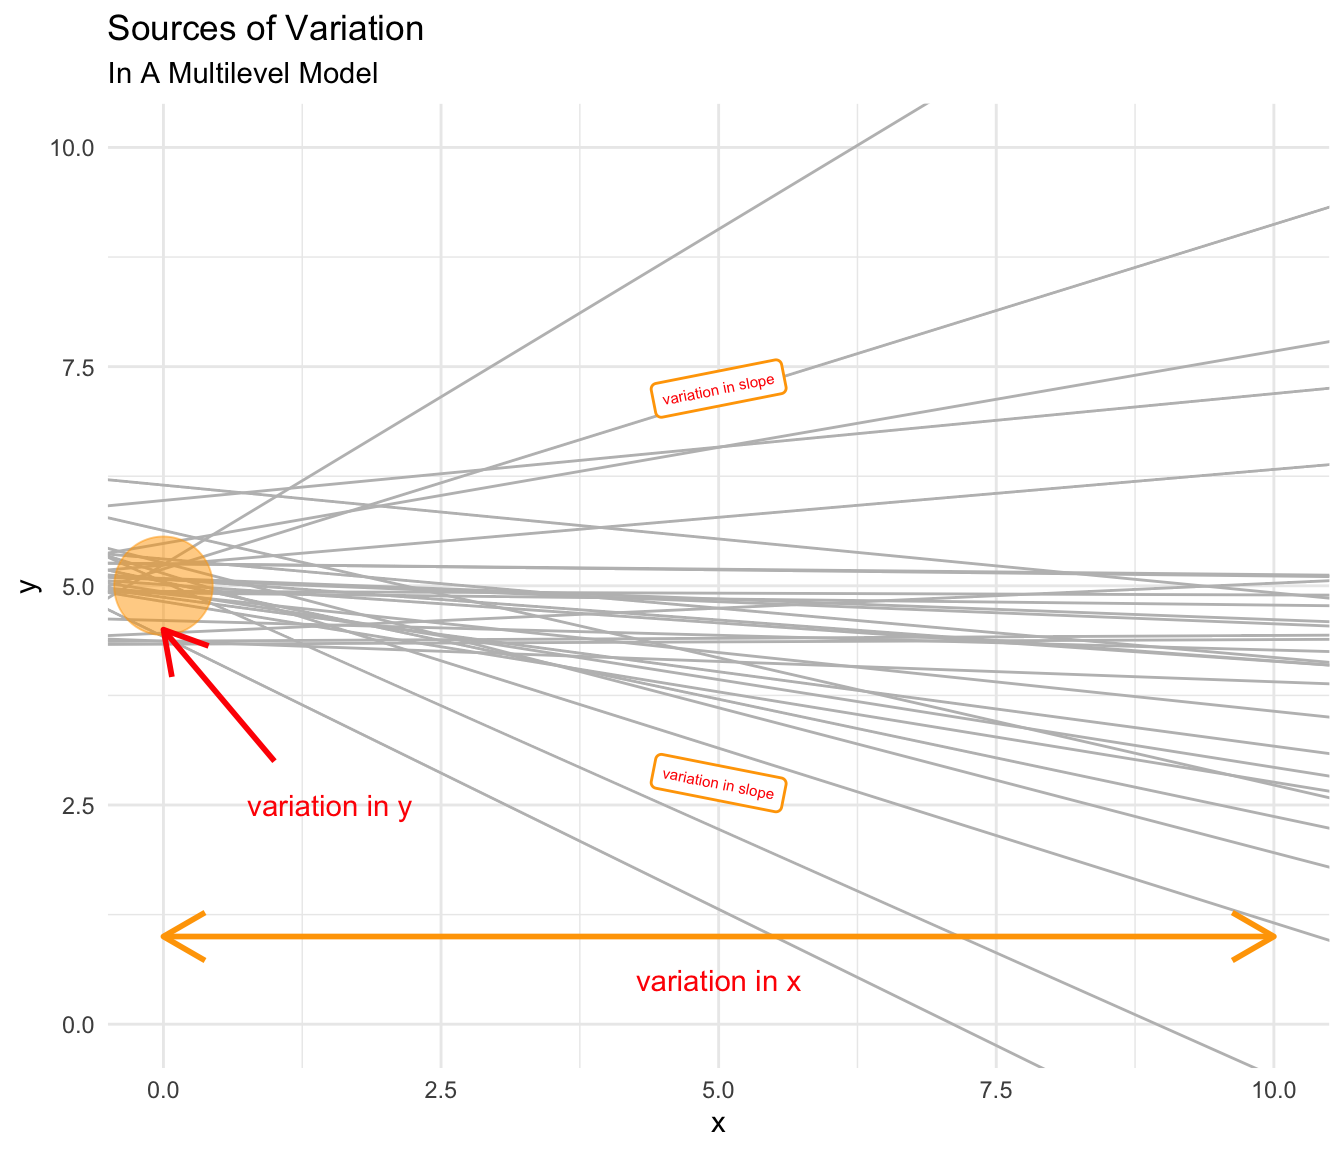 Sources of Variation
In A Multilevel Model
10.0
7.5
5.0
2.5
0.0
y
variation in slope
variation in slope
variation in y
variation in x
0.0 2.5 5.0 7.5 10.0
x